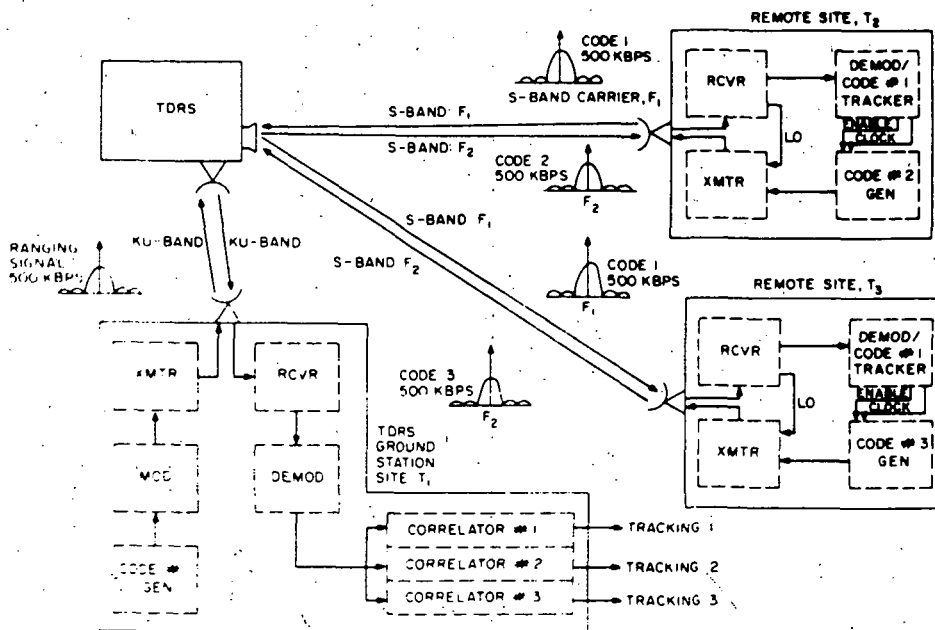 REMOTE SITE, T2
CODE 1
500 KBPS
S-BAND CARRIER, F1
RCVR
DEMOD/
CODE #1
TRACKER
ENABLE
CLOCK
LO
XMTR
CODE #2
GEN
TDRS
S-BAND: F1
S-BAND: F2
CODE 2
500 KBPS
F2
S-BAND F1
S-BAND F2
KU-BAND
KU-BAND
RANGING
SIGNAL
500 KBPS
CODE 1
500 KBPS
F1
REMOTE SITE, T3
RCVR
DEMOD/
CODE #1
TRACKER
ENABLE
CLOCK
LO
XMTR
CODE #3
GEN
CODE 3
500 KBPS
F2
XMTR
RCVR
TDRS
GROUND
STATION
SITE T1
DEMOD
CODE #
GEN
CORRELATOR #1
TRACKING 1
CORRELATOR #2
TRACKING 2
CORRELATOR #3
TRACKING 3